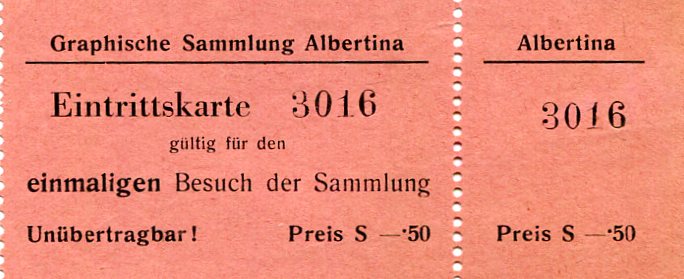 Graphische Sammlung Albertina
Eintrittskarte 3016
gültig für den
einmaligen Besuch der Sammlung
Unübertragbar! Preis S —·50
Albertina
3016
Preis S —·50